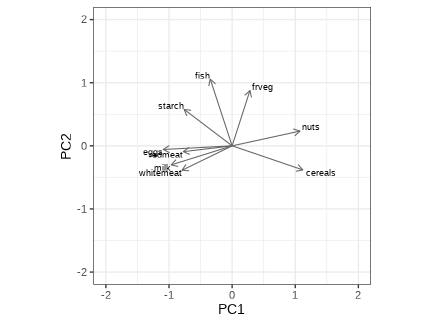 2
fish
1
frveg
starch
nuts
PC2
0
eggs
redmeat
milk
whitemeat
cereals
-1
-2
-2
-1
0
1
2
PC1